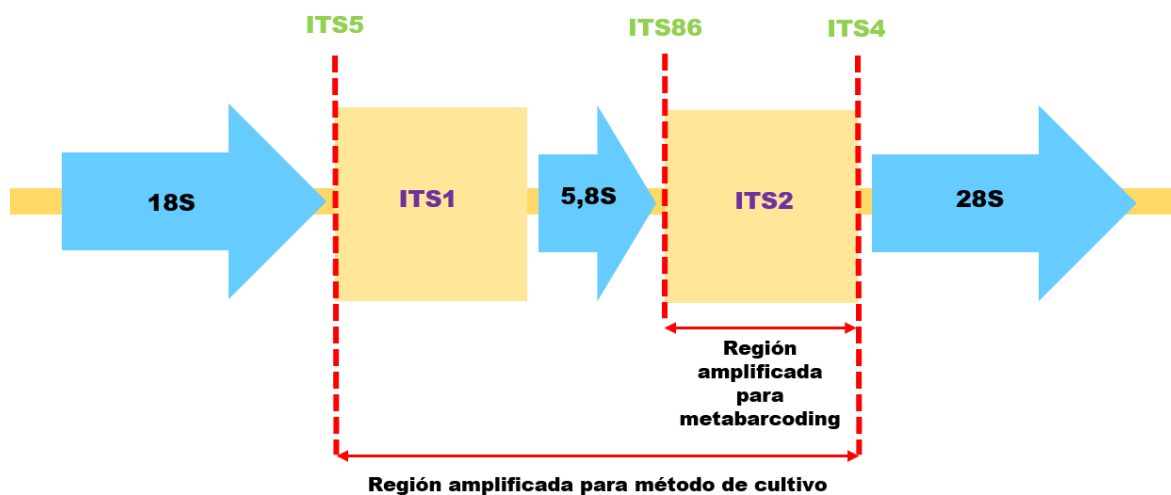 ITS5 ITS86 ITS4
18S ITS1 5,8S ITS2 28S
Región
amplificada
para
metabarcoding
Región amplificada para método de cultivo